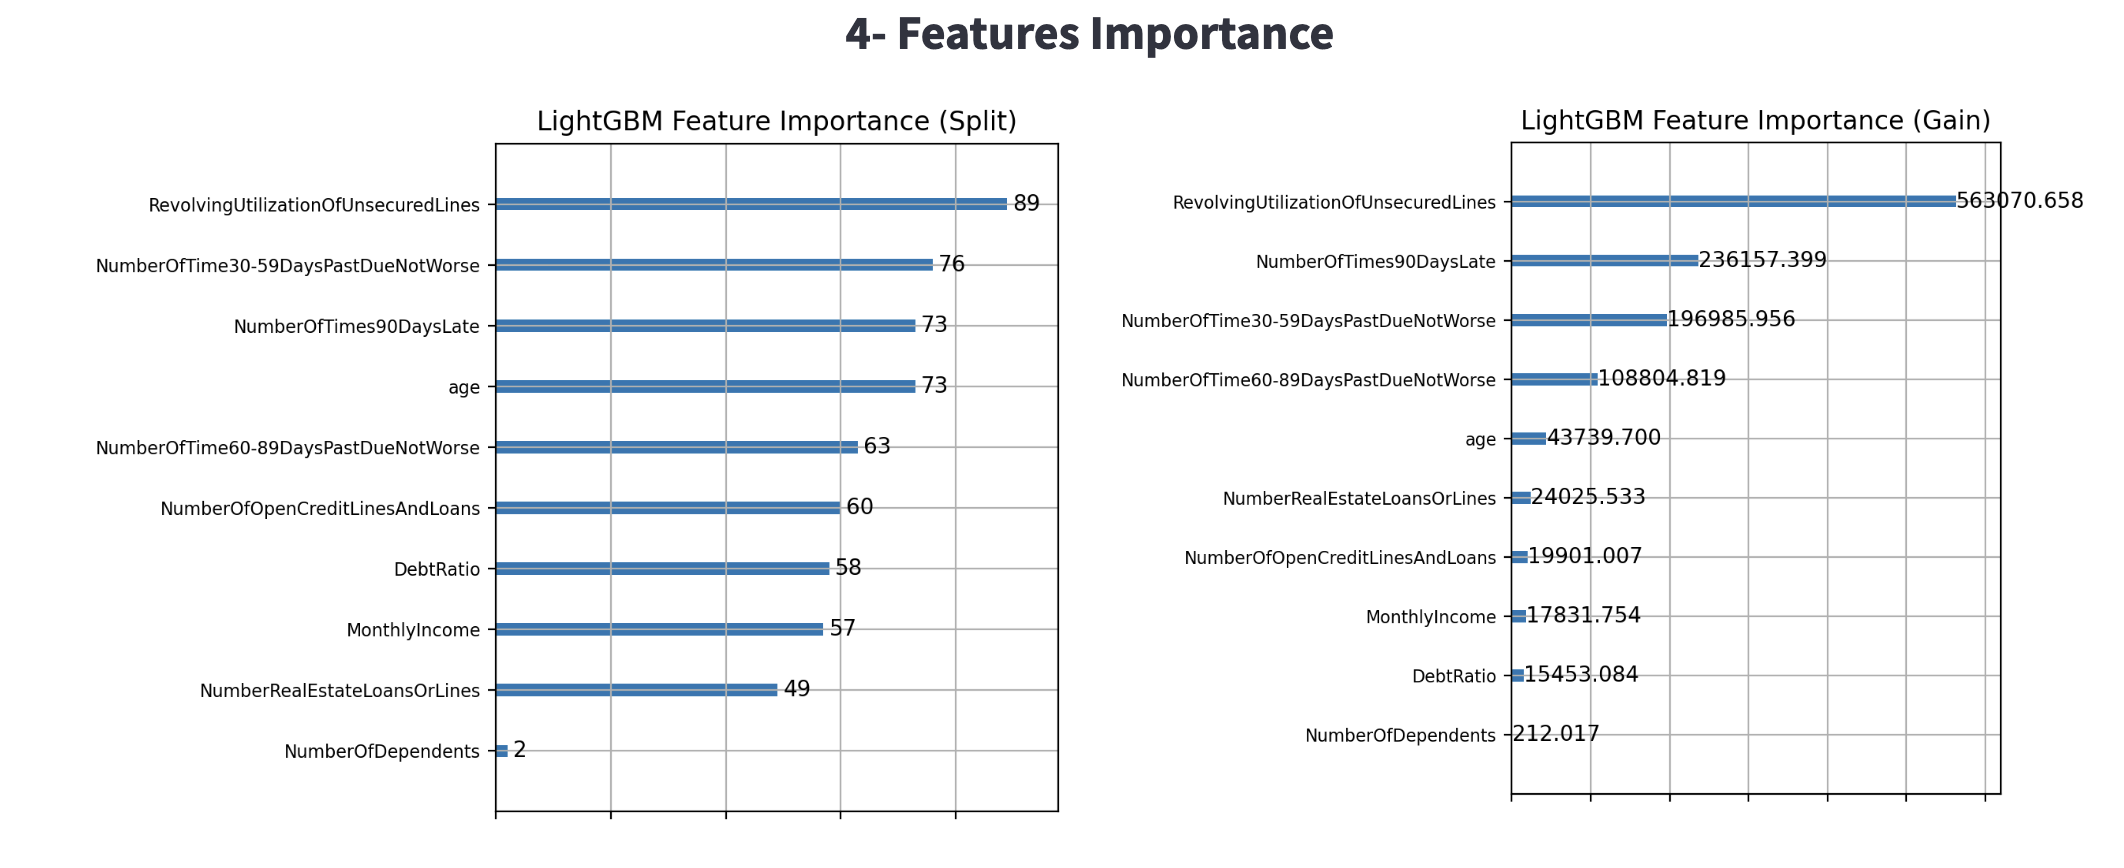 4- Features Importance
LightGBM Feature Importance (Split)
RevolvingUtilizationOfUnsecuredLines 89
NumberOfTime30-59DaysPastDueNotWorse 76
NumberOfTimes90DaysLate 73
age 73
NumberOfTime60-89DaysPastDueNotWorse 63
NumberOfOpenCreditLinesAndLoans 60
DebtRatio 58
MonthlyIncome 57
NumberRealEstateLoansOrLines 49
NumberOfDependents 2
LightGBM Feature Importance (Gain)
RevolvingUtilizationOfUnsecuredLines 563070.658
NumberOfTimes90DaysLate 236157.399
NumberOfTime30-59DaysPastDueNotWorse 196985.956
NumberOfTime60-89DaysPastDueNotWorse 108804.819
age 43739.700
NumberRealEstateLoansOrLines 24025.533
NumberOfOpenCreditLinesAndLoans 19901.007
MonthlyIncome 17831.754
DebtRatio 15453.084
NumberOfDependents 212.017